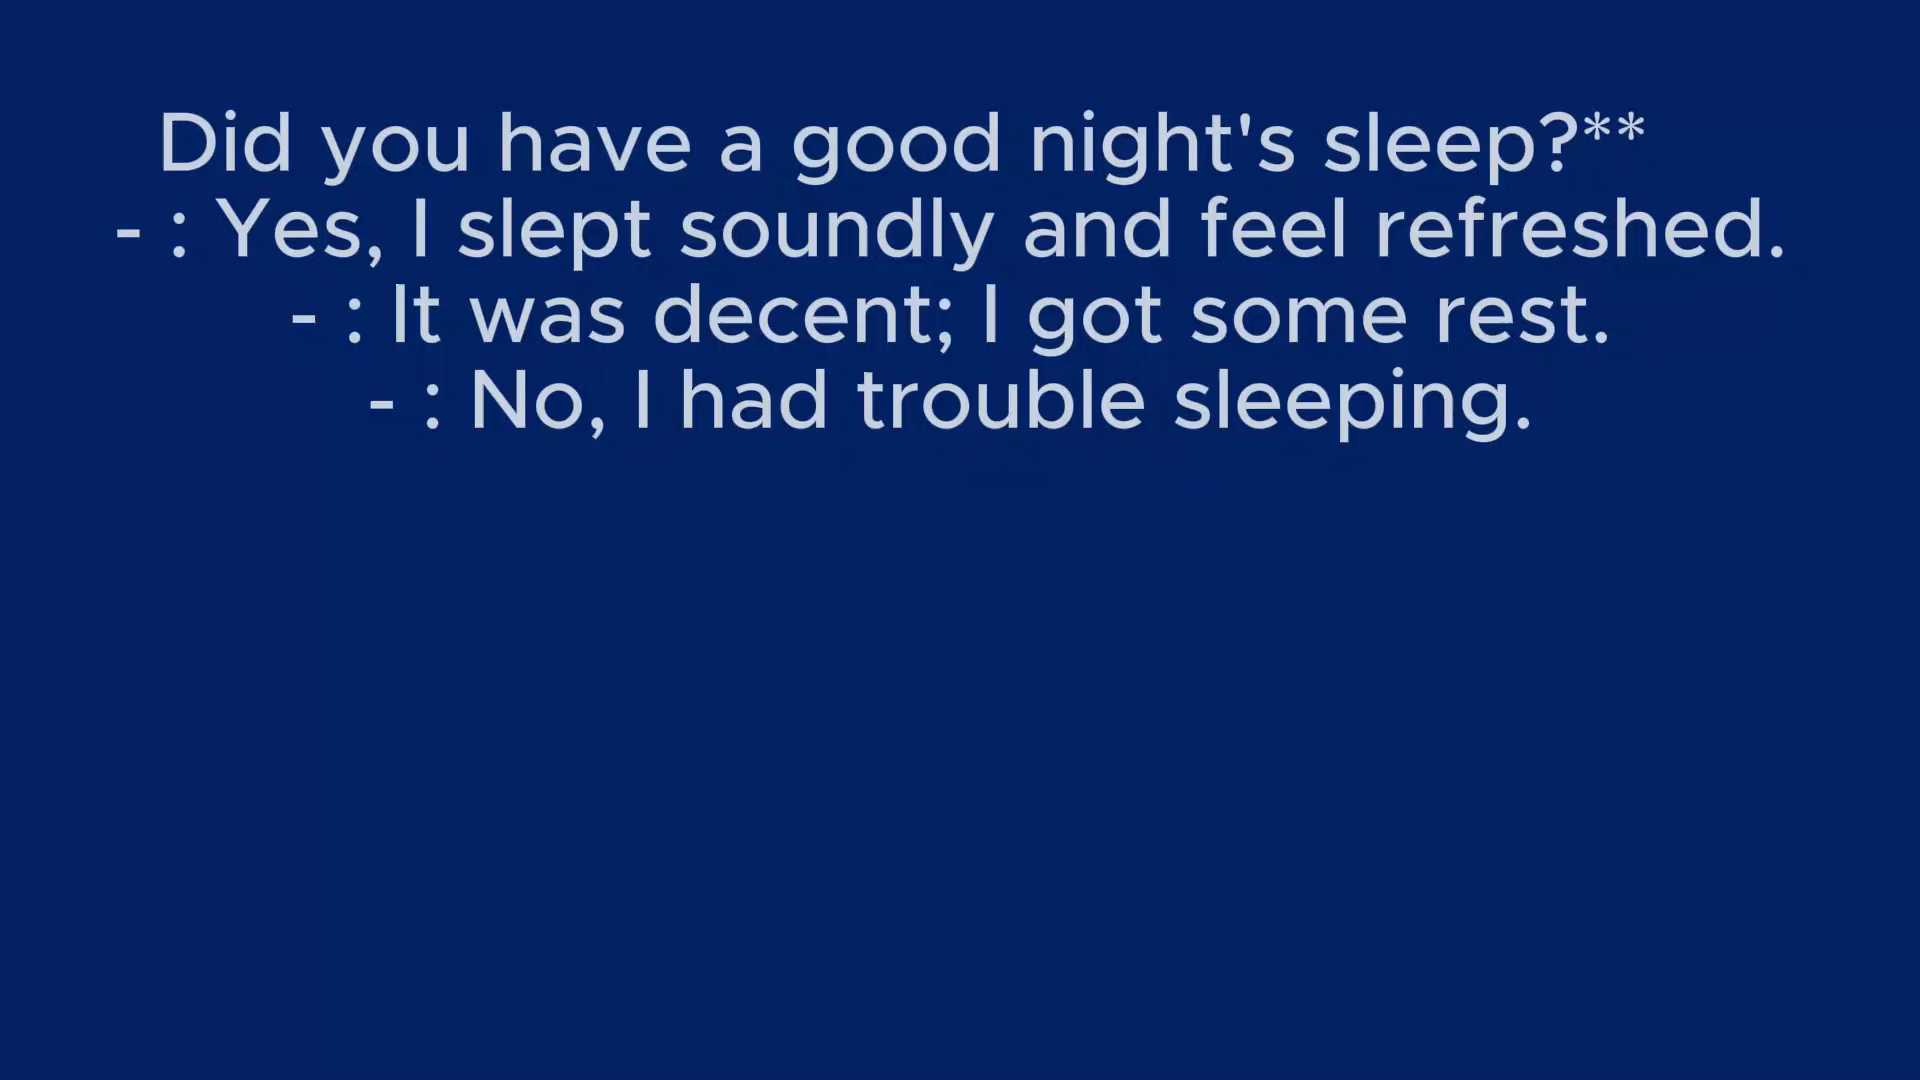 Did you have a good night's sleep?**
- : Yes, I slept soundly and feel refreshed.
- : It was decent; I got some rest.
- : No, I had trouble sleeping.